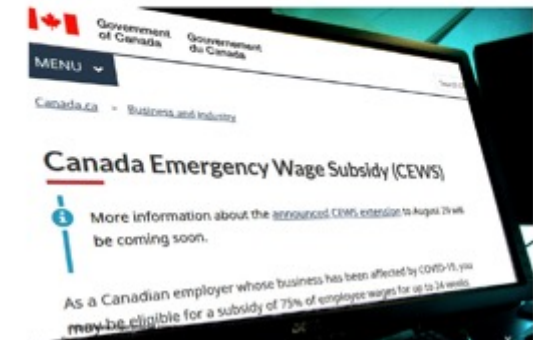 Government
of Canada
Gouvernement
du Canada
MENU
Search
Canada.ca > Business and industry
Canada Emergency Wage Subsidy (CEWS)
More information about the announced CEWS extension to August 29 will
be coming soon.
As a Canadian employer whose business has been affected by COVID-19, you
may be eligible for a subsidy of 75% of employee wages for up to 24 weeks